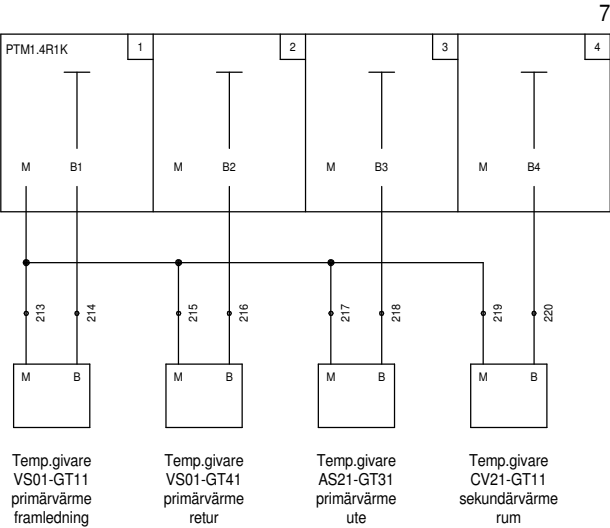 7
PTM1.4R1K 1 2 3 4
M B1 M B2 M B3 M B4
213 214 215 216 217 218 219 220
M B M B M B M B
Temp.givare
VS01-GT11
primärvärme
framledning
Temp.givare
VS01-GT41
primärvärme
retur
Temp.givare
AS21-GT31
primärvärme
ute
Temp.givare
CV21-GT11
sekundärvärme
rum